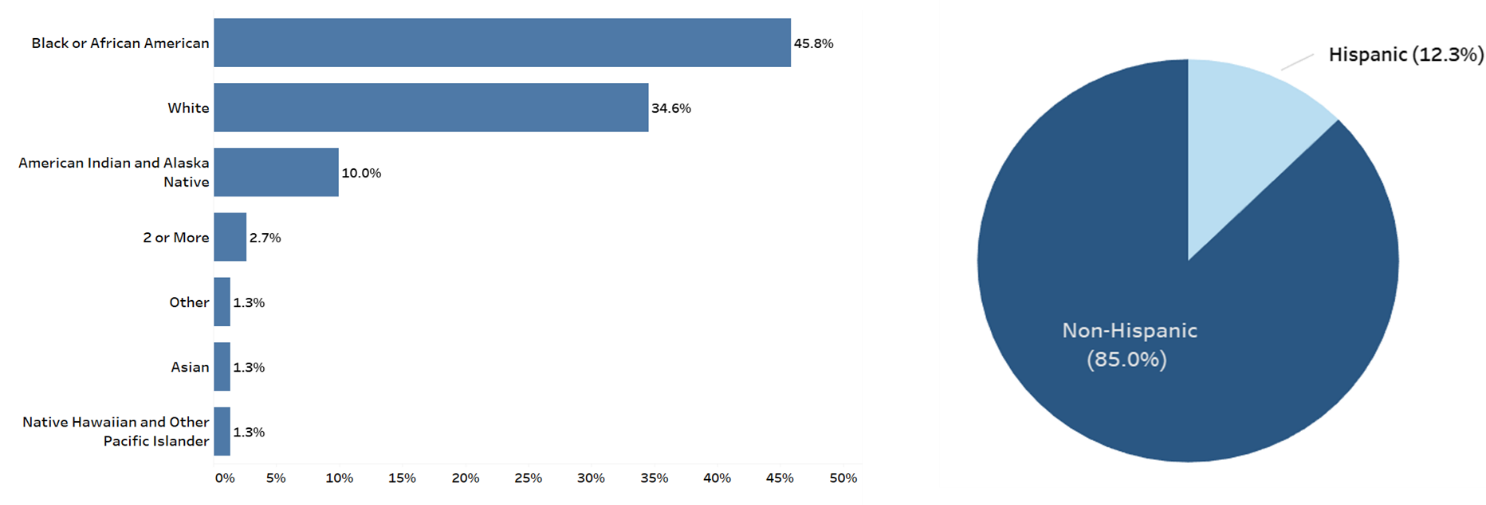 Black or African American
45.8%
White
34.6%
American Indian and Alaska
Native
10.0%
2 or More
2.7%
Other
1.3%
Asian
1.3%
Native Hawaiian and Other
Pacific Islander
1.3%
0% 5% 10% 15% 20% 25% 30% 35% 40% 45% 50%
Hispanic (12.3%)
Non-Hispanic
(85.0%)